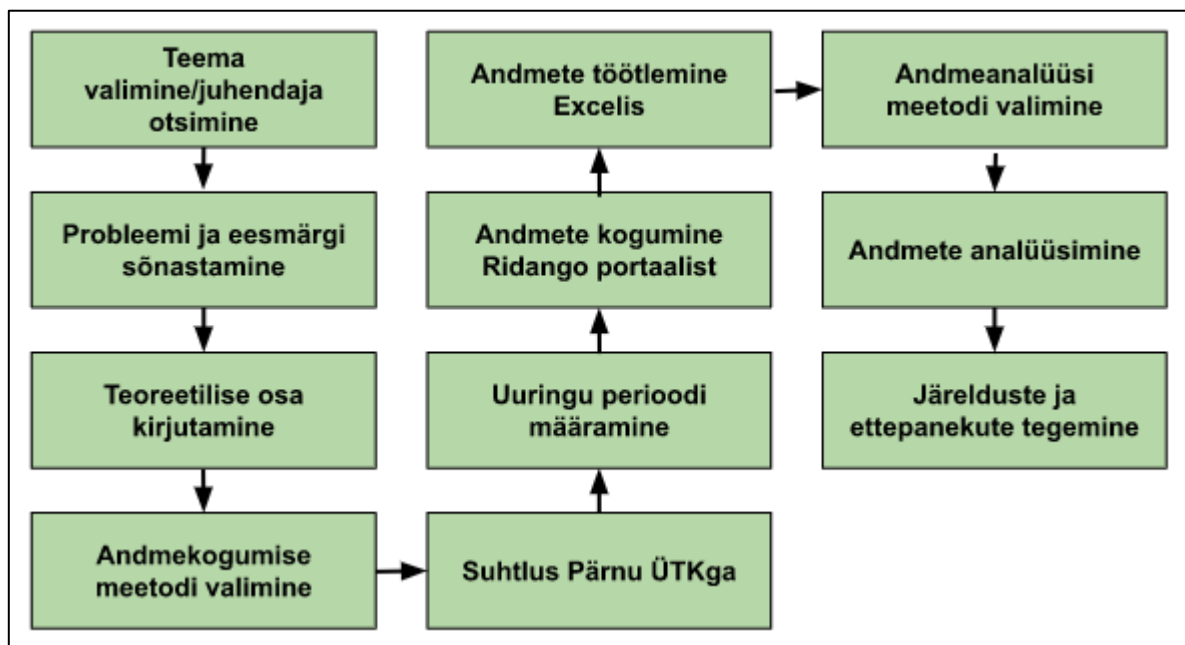 Teema
valimine/juhendaja
otsimine
Probleemi ja eesmärgi
sõnastamine
Teoreetilise osa
kirjutamine
Andmekogumise
meetodi valimine
Suhtlus Pärnu ÜTKga
Uuringu perioodi
määramine
Andmete kogumine
Ridango portaalist
Andmete töötlemine
Excelis
Andmeanalüüsi
meetodi valimine
Andmete analüüsimine
Järelduste ja
ettepanekute tegemine